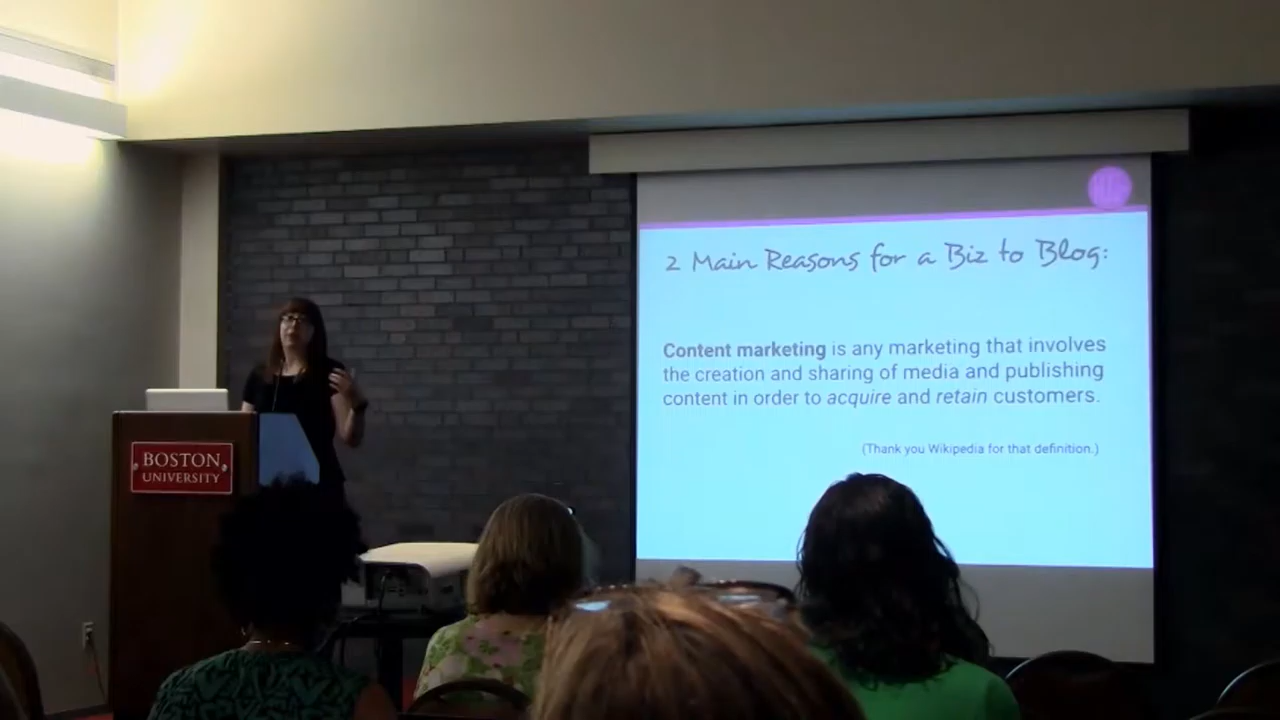 2 Main Reasons for a Biz to Blog:
Content marketing is any marketing that involves
the creation and sharing of media and publishing
content in order to acquire and retain customers.
(Thank you Wikipedia for that definition.)
BOSTON
UNIVERSITY